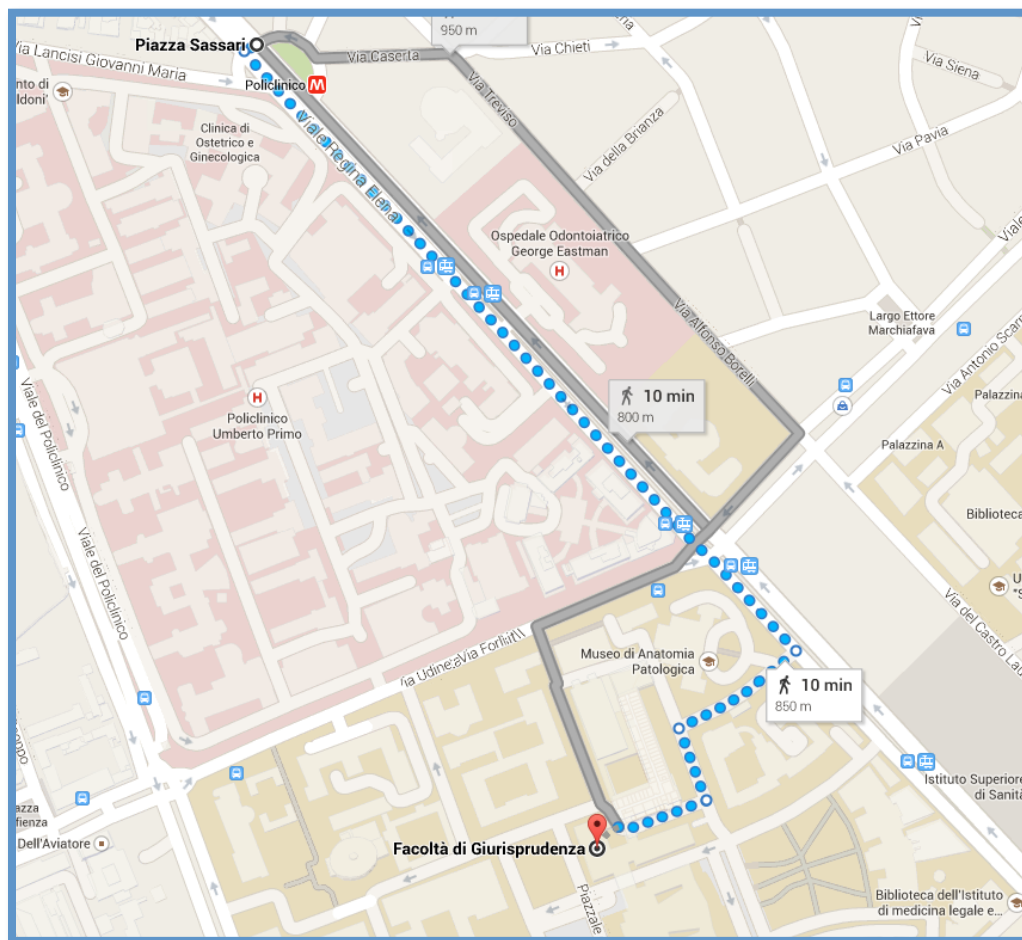 950 m
Piazza Sassari
Via Lancisi Giovanni Maria
Via Caserta
Via Chieti
Via Siena
Policlinico
M
Via Treviso
Clinica di
Ostetrico e
Ginecologica
Viale Regina Elena
Via della Brianza
Via Pavia
Ospedale Odontoiatrico
George Eastman
H
Via Alfonso Borelli
Largo Ettore
Marchiafava
Via Antonio Scarp
10 min
800 m
Viale del Policlinico
H
Policlinico
Umberto Primo
Palazzina
Palazzina A
Biblioteca
Viale del Policlinico
Via del Castro Lau
Museo di Anatomia
Patologica
Via Udine
Via Forlì
10 min
850 m
Istituto Superiore
di Sanità
Dell'Aviatore
Facoltà di Giurisprudenza
Piazzale
Biblioteca dell'Istituto
di medicina legale e...